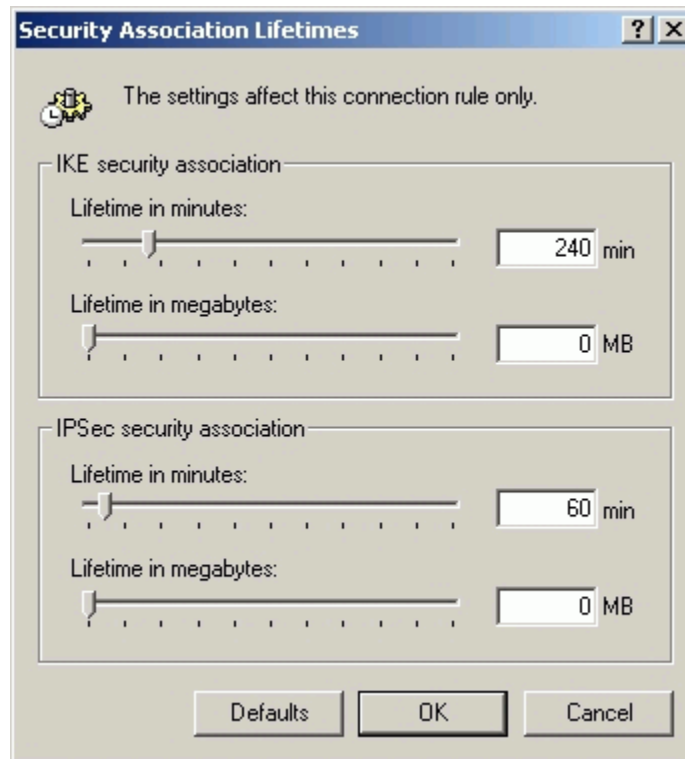 Security Association Lifetimes
The settings affect this connection rule only.
IKE security association
Lifetime in minutes:
240 min
Lifetime in megabytes:
0 MB
IPSec security association
Lifetime in minutes:
60 min
Lifetime in megabytes:
0 MB
Defaults OK Cancel